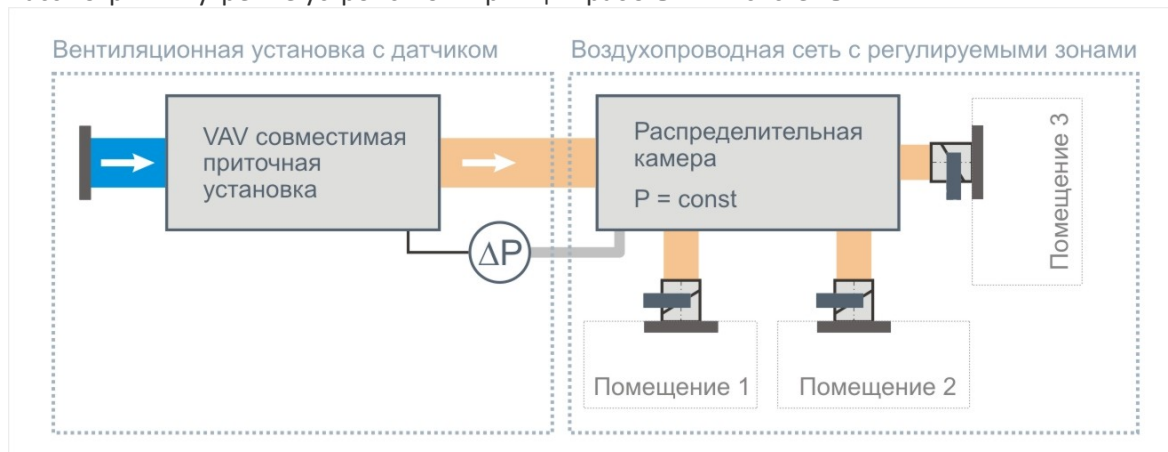 Вентиляционная установка с датчиком
Воздухопроводная сеть с регулируемыми зонами
VAV совместимая
приточная
установка
Распределительная
камера
P = const
ΔP
Помещение 3
Помещение 1
Помещение 2